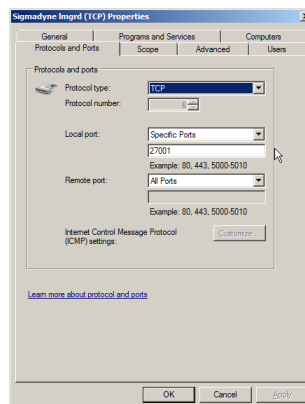 Sigmadyne lmgrd (TCP) Properties
General Programs and Services Computers
Protocols and Ports Scope Advanced Users
Protocols and ports
Protocol type: TCP
Protocol number: 6
Local port: Specific Ports
27001
Example: 80, 443, 5000-5010
Remote port: All Ports
Example: 80, 443, 5000-5010
Internet Control Message Protocol
(ICMP) settings: Customize...
Learn more about protocol and ports
OK Cancel Apply